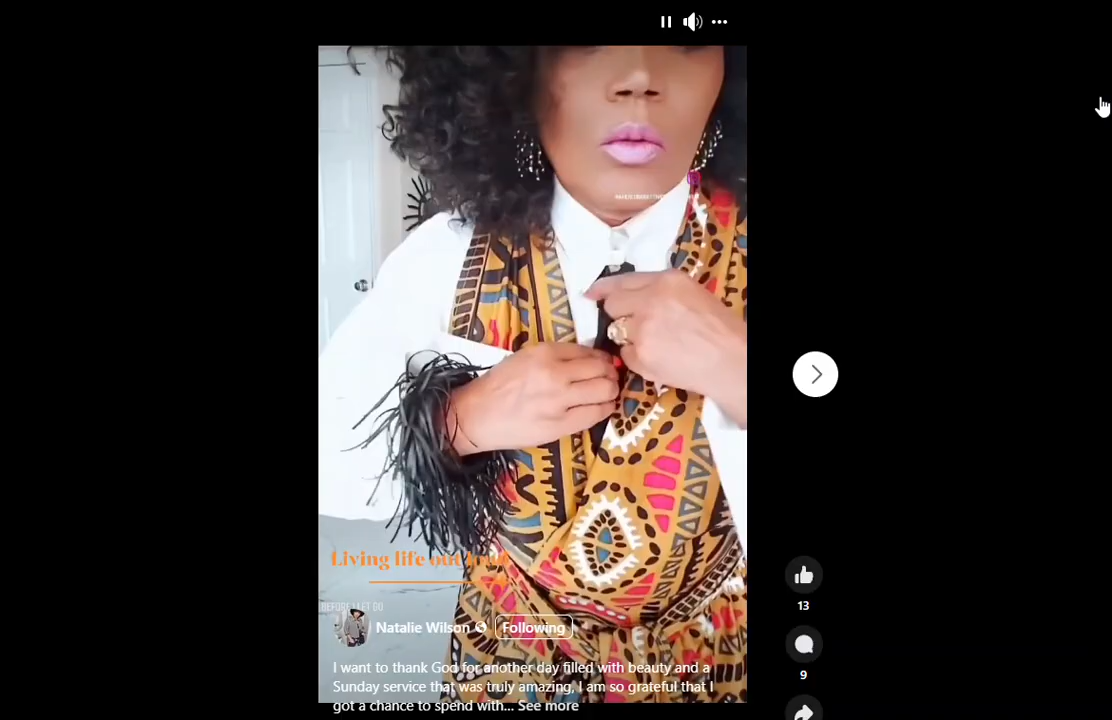 Living life out loud
BEFORE I LET GO
Natalie Wilson
Following
I want to thank God for another day filled with beauty and a
Sunday service that was truly amazing, I am so grateful that I
got a chance to spend with... See more
13
9